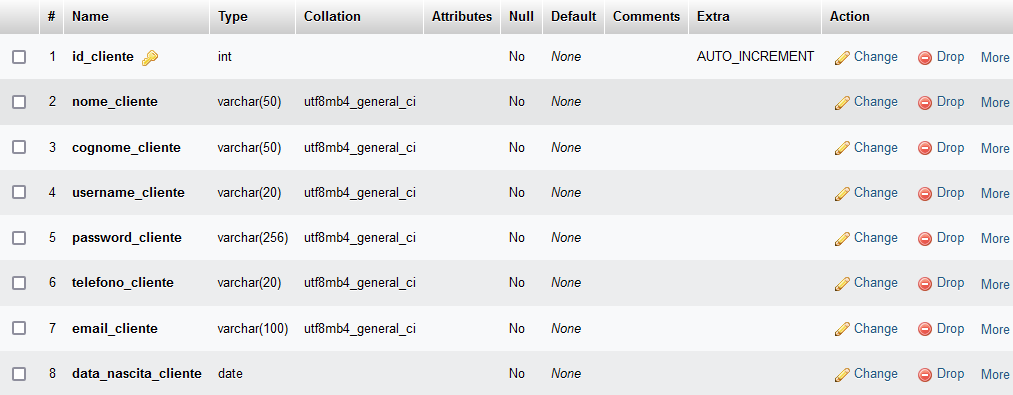 # Name Type Collation Attributes Null Default Comments Extra Action
1 id_cliente int No None AUTO_INCREMENT Change Drop More
2 nome_cliente varchar(50) utf8mb4_general_ci No None Change Drop More
3 cognome_cliente varchar(50) utf8mb4_general_ci No None Change Drop More
4 username_cliente varchar(20) utf8mb4_general_ci No None Change Drop More
5 password_cliente varchar(256) utf8mb4_general_ci No None Change Drop More
6 telefono_cliente varchar(20) utf8mb4_general_ci No None Change Drop More
7 email_cliente varchar(100) utf8mb4_general_ci No None Change Drop More
8 data_nascita_cliente date No None Change Drop More